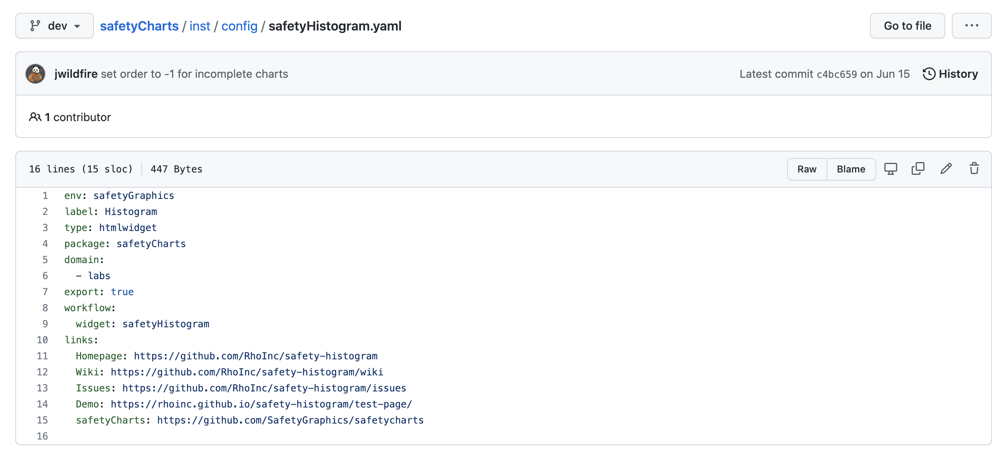 dev safetyCharts / inst / config / safetyHistogram.yaml Go to file ...
jwildfire set order to -1 for incomplete charts Latest commit c4bc659 on Jun 15 History
1 contributor
16 lines (15 sloc) 447 Bytes Raw Blame
1 env: safetyGraphics
2 label: Histogram
3 type: htmlwidget
4 package: safetyCharts
5 domain:
6   - labs
7 export: true
8 workflow:
9   widget: safetyHistogram
10 links:
11   Homepage: https://github.com/RhoInc/safety-histogram
12   Wiki: https://github.com/RhoInc/safety-histogram/wiki
13   Issues: https://github.com/RhoInc/safety-histogram/issues
14   Demo: https://rhoinc.github.io/safety-histogram/test-page/
15   safetyCharts: https://github.com/SafetyGraphics/safetycharts
16